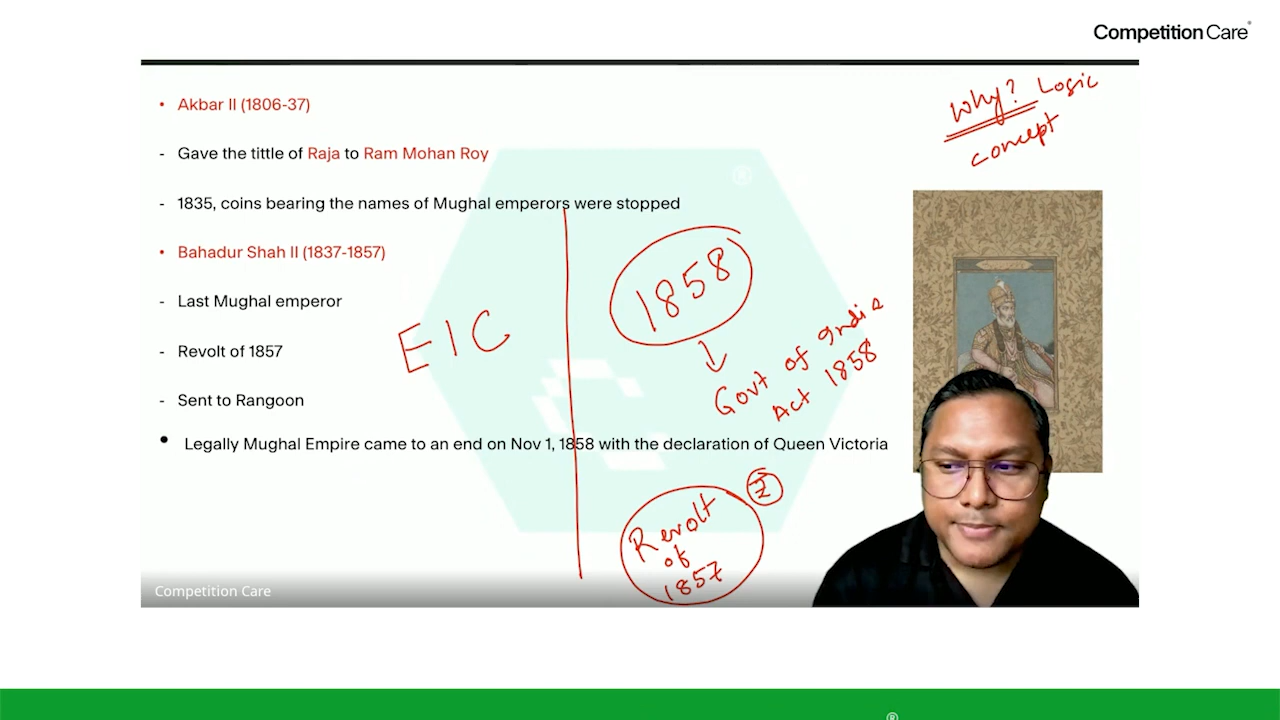 Competition Care
• Akbar II (1806-37)
- Gave the tittle of Raja to Ram Mohan Roy
- 1835, coins bearing the names of Mughal emperors were stopped
• Bahadur Shah II (1837-1857)
- Last Mughal emperor
- Revolt of 1857
- Sent to Rangoon
• Legally Mughal Empire came to an end on Nov 1, 1858 with the declaration of Queen Victoria
Why? Logic
concept
EIC
1858
↓
Govt of India
Act 1858
Revolt
of
1857
Competition Care